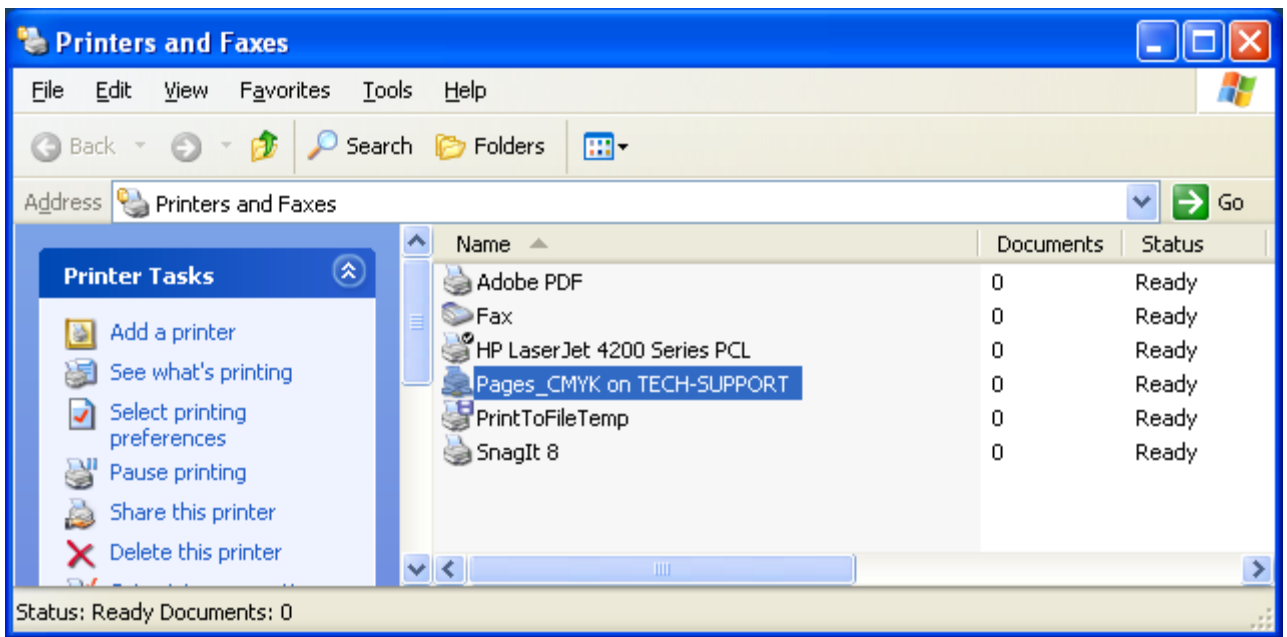 Printers and Faxes
File Edit View Favorites Tools Help
Back Search Folders
Address Printers and Faxes Go
Printer Tasks
Add a printer
See what's printing
Select printing
preferences
Pause printing
Share this printer
Delete this printer
Name Documents Status
Adobe PDF 0 Ready
Fax 0 Ready
HP LaserJet 4200 Series PCL 0 Ready
Pages_CMYK on TECH-SUPPORT 0 Ready
PrintToFileTemp 0 Ready
SnagIt 8 0 Ready
Status: Ready Documents: 0